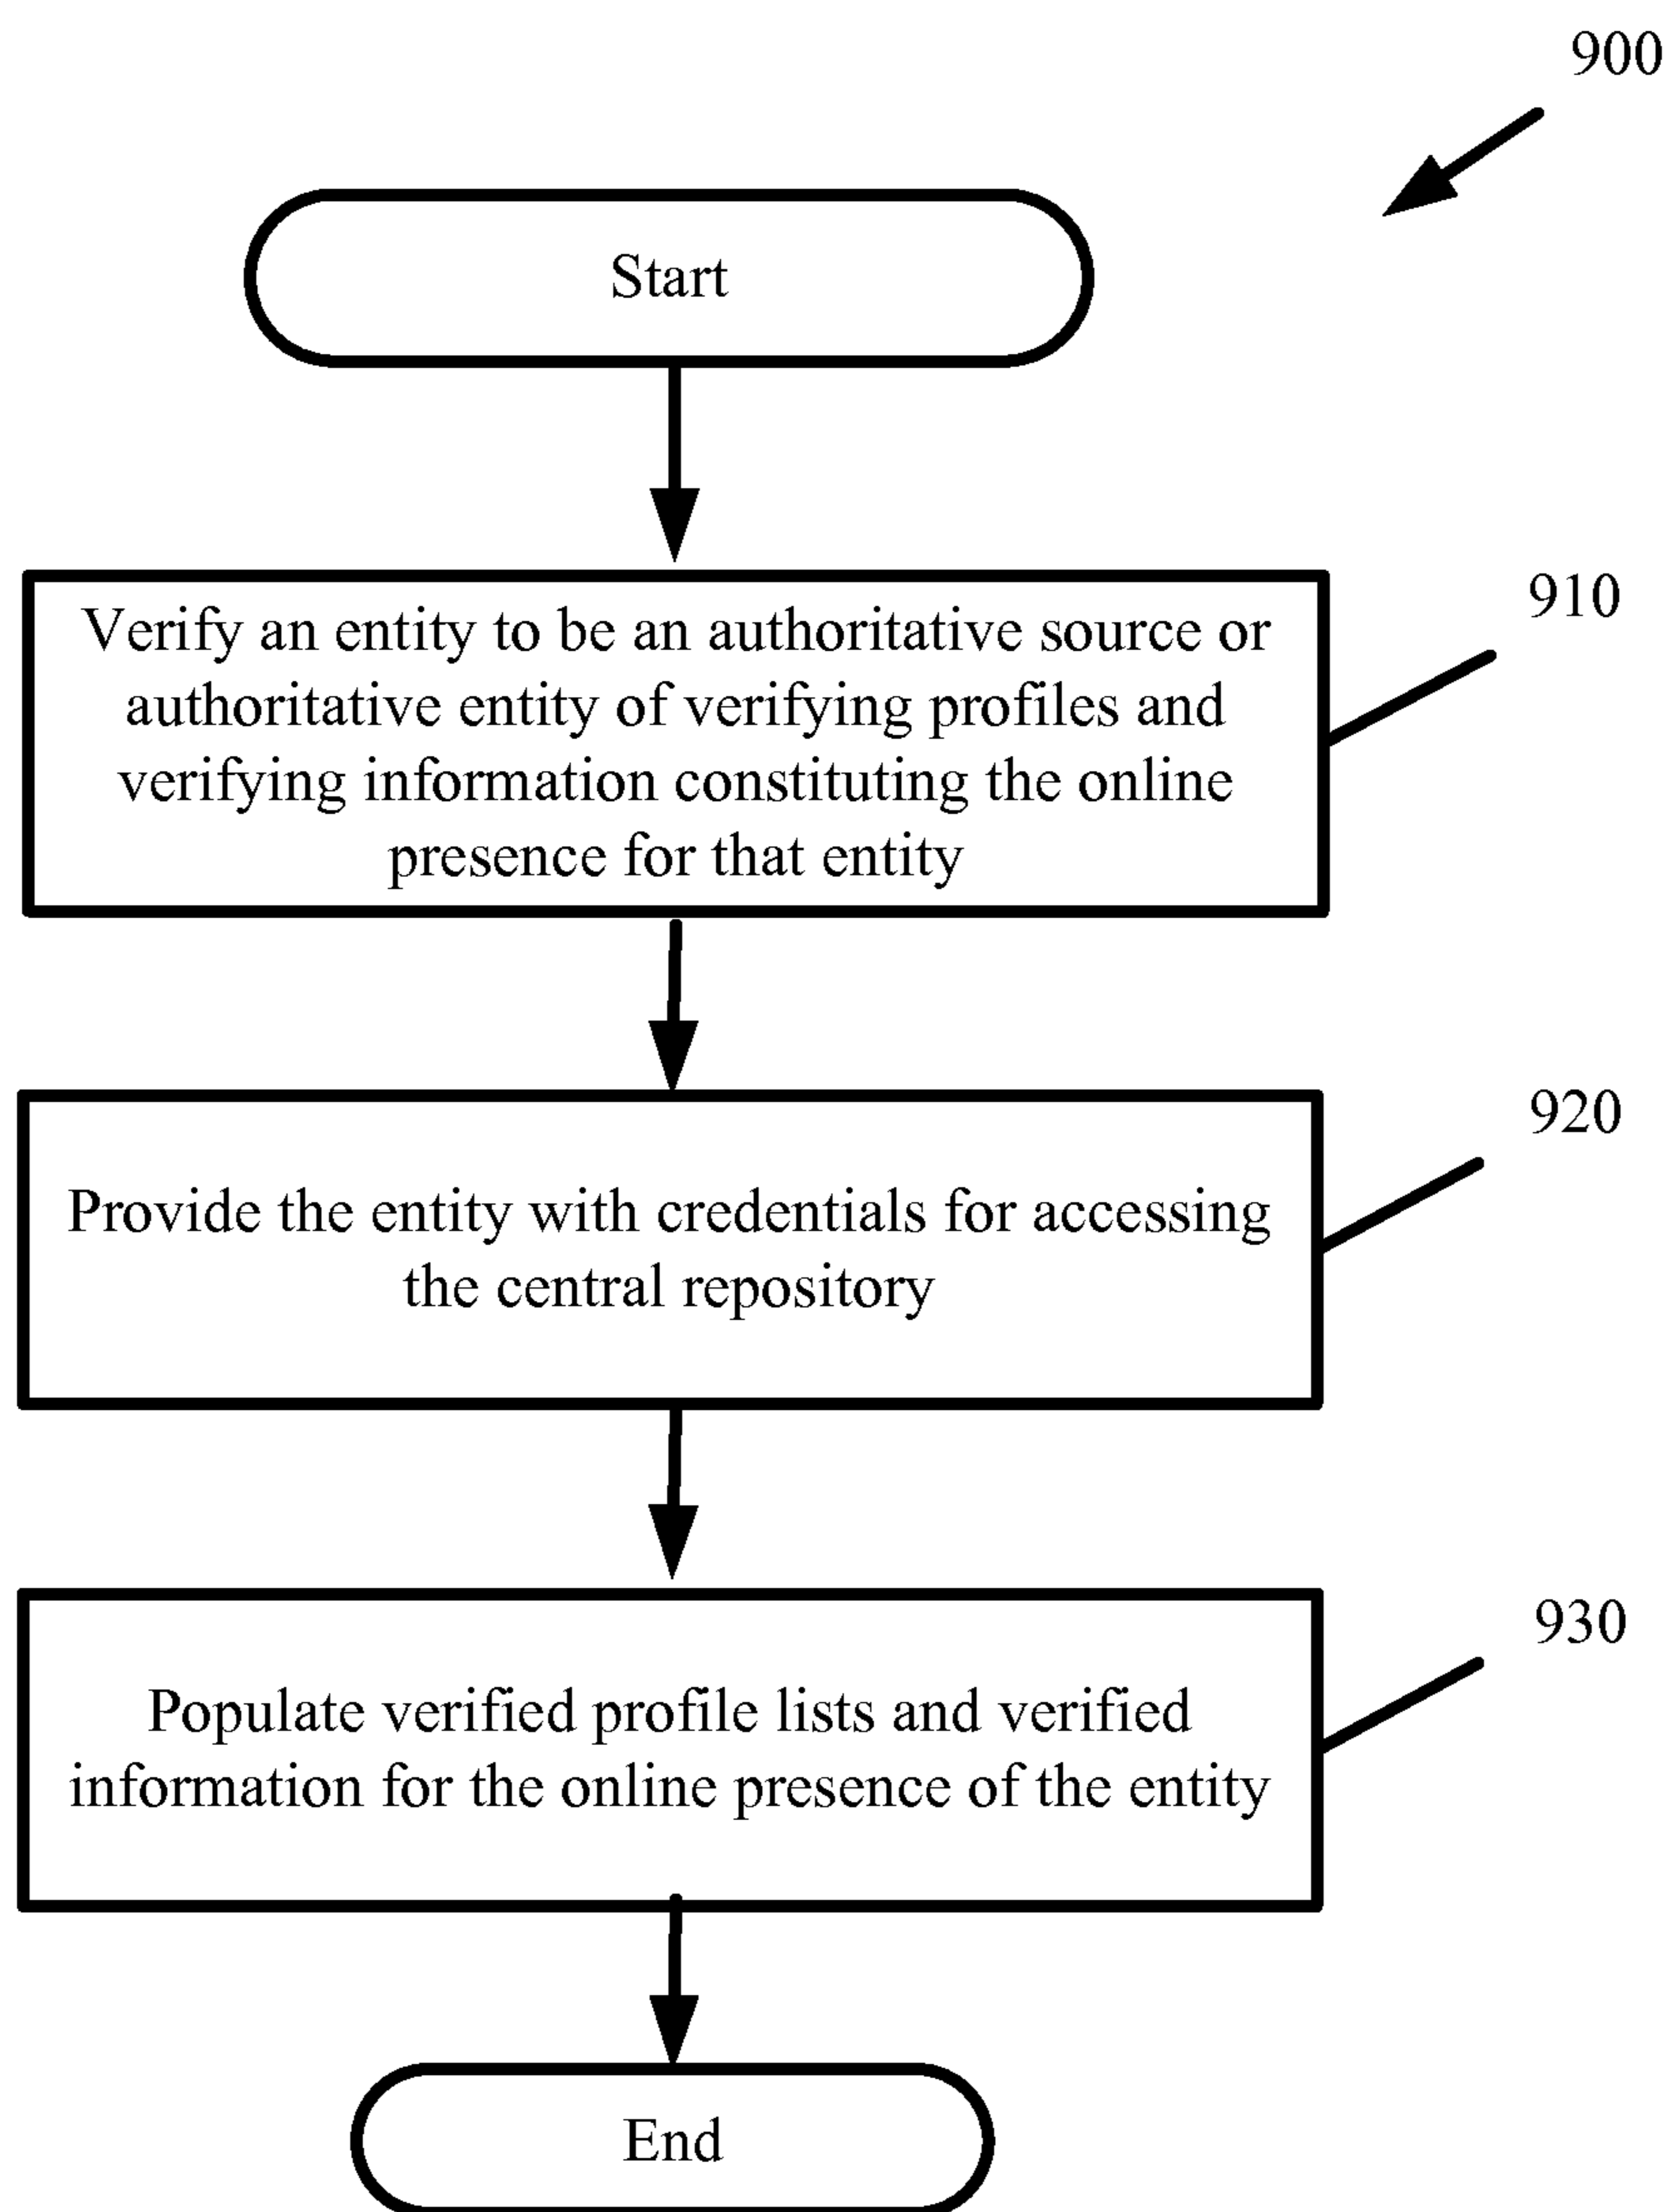 900
Start
910
Verify an entity to be an authoritative source or
authoritative entity of verifying profiles and
verifying information constituting the online
presence for that entity
920
Provide the entity with credentials for accessing
the central repository
930
Populate verified profile lists and verified
information for the online presence of the entity
End